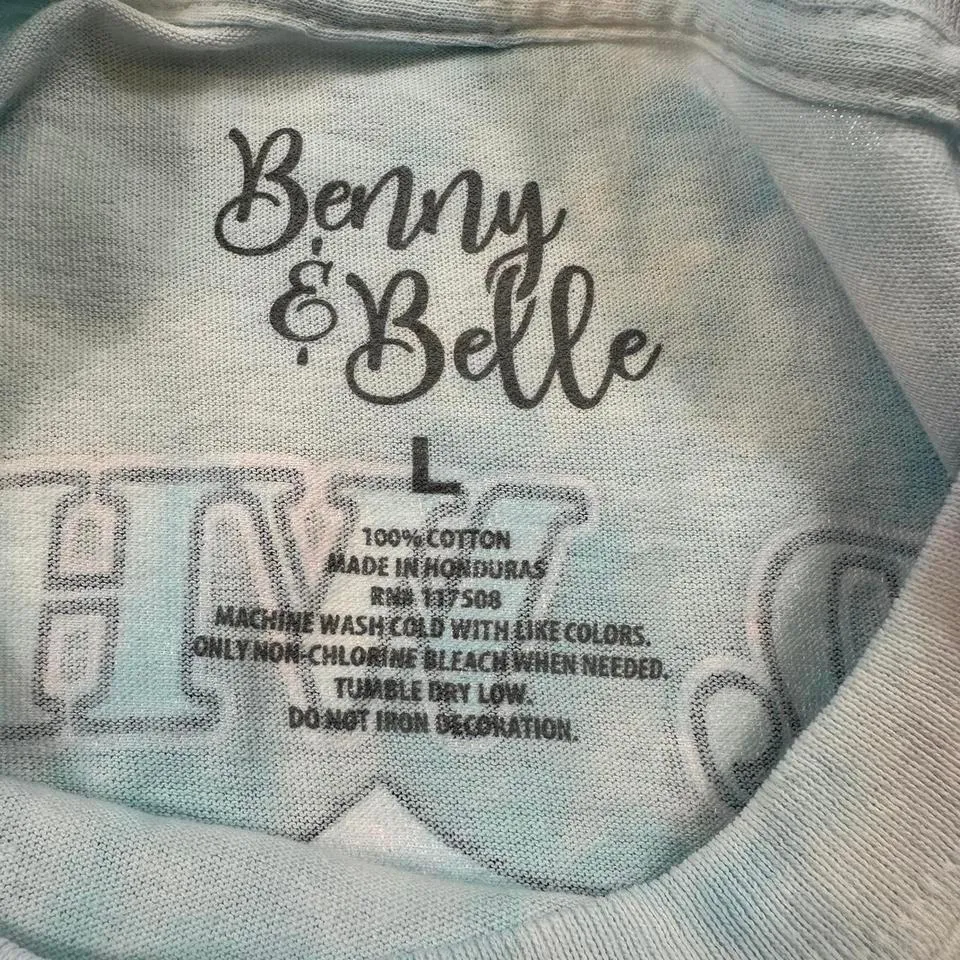 Benny
& Belle
L
100% COTTON
MADE IN HONDURAS
RN# 117508
MACHINE WASH COLD WITH LIKE COLORS.
ONLY NON-CHLORINE BLEACH WHEN NEEDED.
TUMBLE DRY LOW.
DO NOT IRON DECORATION.